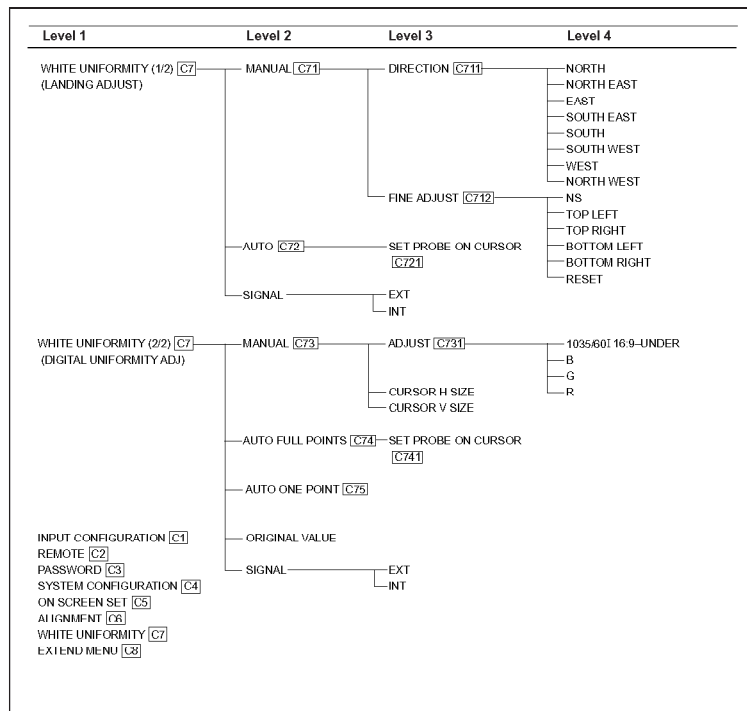 Level 1 Level 2 Level 3 Level 4
WHITE UNIFORMITY (1/2) C7 MANUAL C71 DIRECTION C711 NORTH
(LANDING ADJUST) NORTH EAST
EAST
SOUTH EAST
SOUTH
SOUTH WEST
WEST
NORTH WEST
FINE ADJUST C712 NS
TOP LEFT
TOP RIGHT
AUTO C72 SET PROBE ON CURSOR BOTTOM LEFT
C721 BOTTOM RIGHT
RESET
SIGNAL EXT
INT
WHITE UNIFORMITY (2/2) C7 MANUAL C73 ADJUST C731 1035/60I 16:9–UNDER
(DIGITAL UNIFORMITY ADJ) B
G
CURSOR H SIZE R
CURSOR V SIZE
AUTO FULL POINTS C74 SET PROBE ON CURSOR
C741
AUTO ONE POINT C75
INPUT CONFIGURATION C1 ORIGINAL VALUE
REMOTE C2
PASSWORD C3 SIGNAL EXT
SYSTEM CONFIGURATION C4 INT
ON SCREEN SET C5
ALIGNMENT C6
WHITE UNIFORMITY C7
EXTEND MENU C8